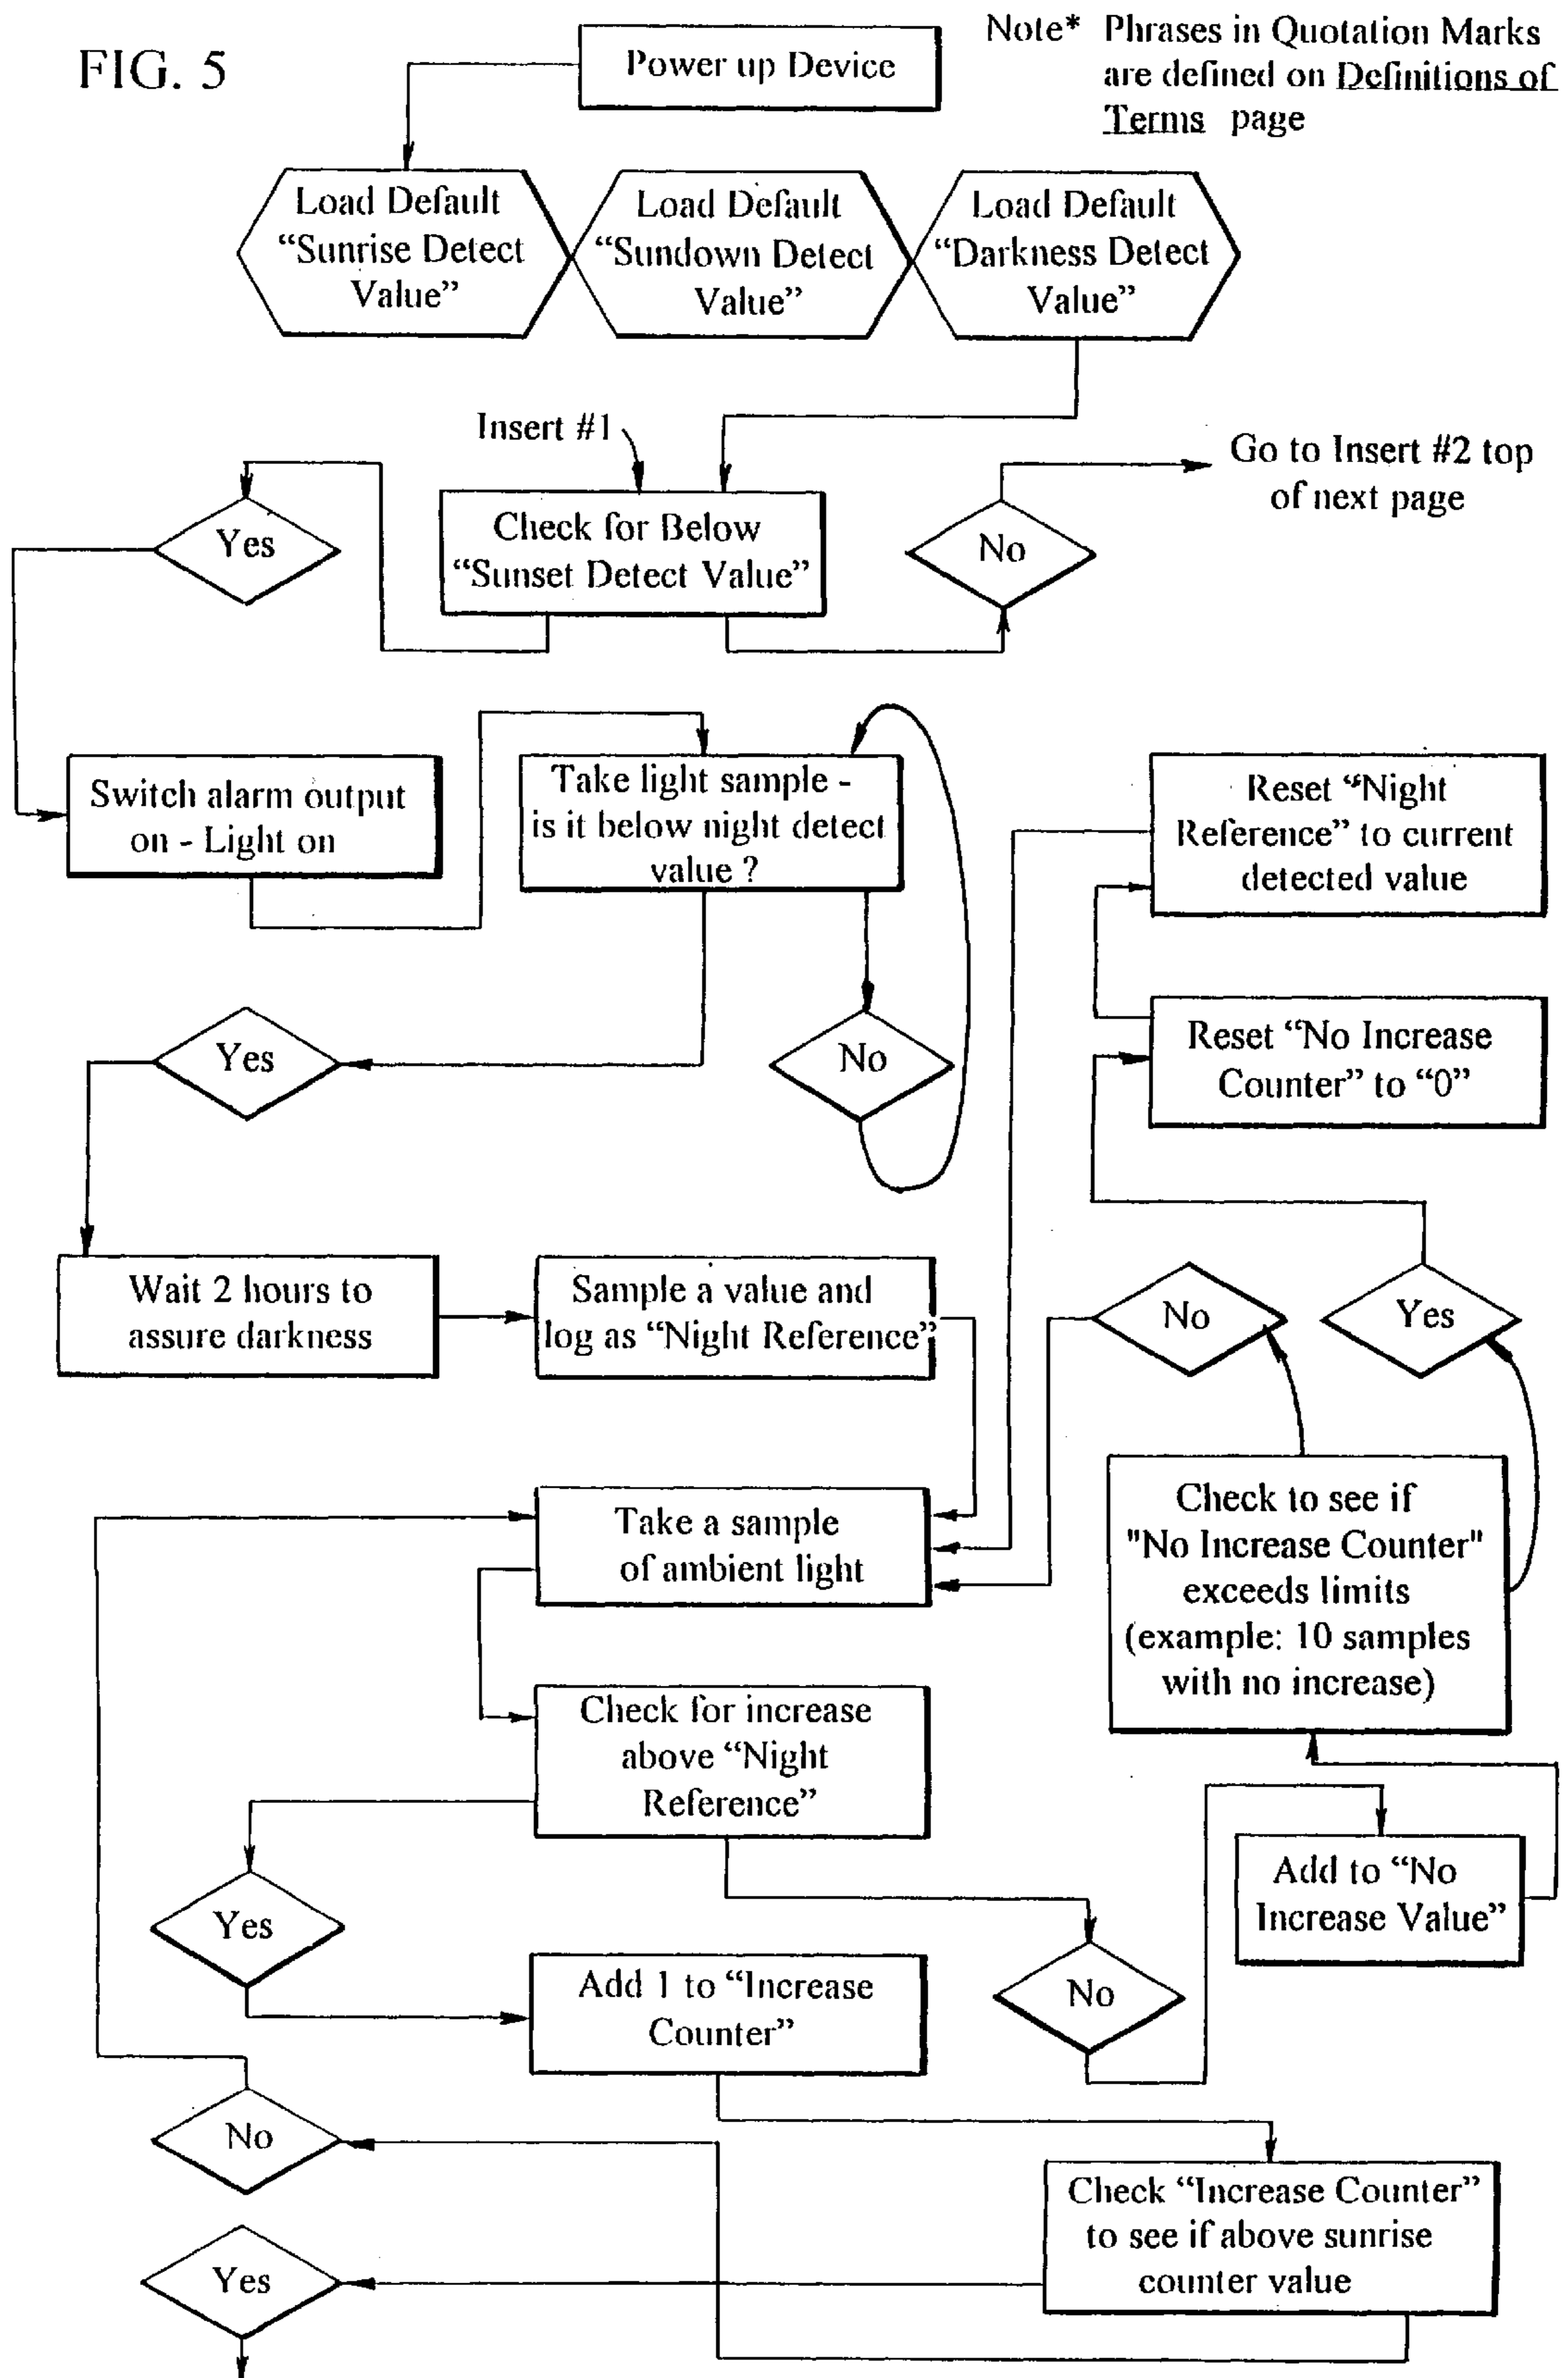 FIG. 5
Power up Device
Note* Phrases in Quotation Marks
are defined on Definitions of
Terms page
Load Default
“Sunrise Detect
Value”
Load Default
“Sundown Detect
Value”
Load Default
“Darkness Detect
Value”
Insert #1
Go to Insert #2 top
of next page
Yes
Check for Below
“Sunset Detect Value”
No
Switch alarm output
on - Light on
Take light sample -
is it below night detect
value ?
Reset “Night
Reference” to current
detected value
Yes
No
Reset “No Increase
Counter” to “0”
Wait 2 hours to
assure darkness
Sample a value and
log as “Night Reference”
No
Yes
Take a sample
of ambient light
Check to see if
"No Increase Counter"
exceeds limits
(example: 10 samples
with no increase)
Check for increase
above “Night
Reference”
Add to “No
Increase Value”
Yes
Add 1 to “Increase
Counter”
No
No
Check “Increase Counter”
to see if above sunrise
counter value
Yes